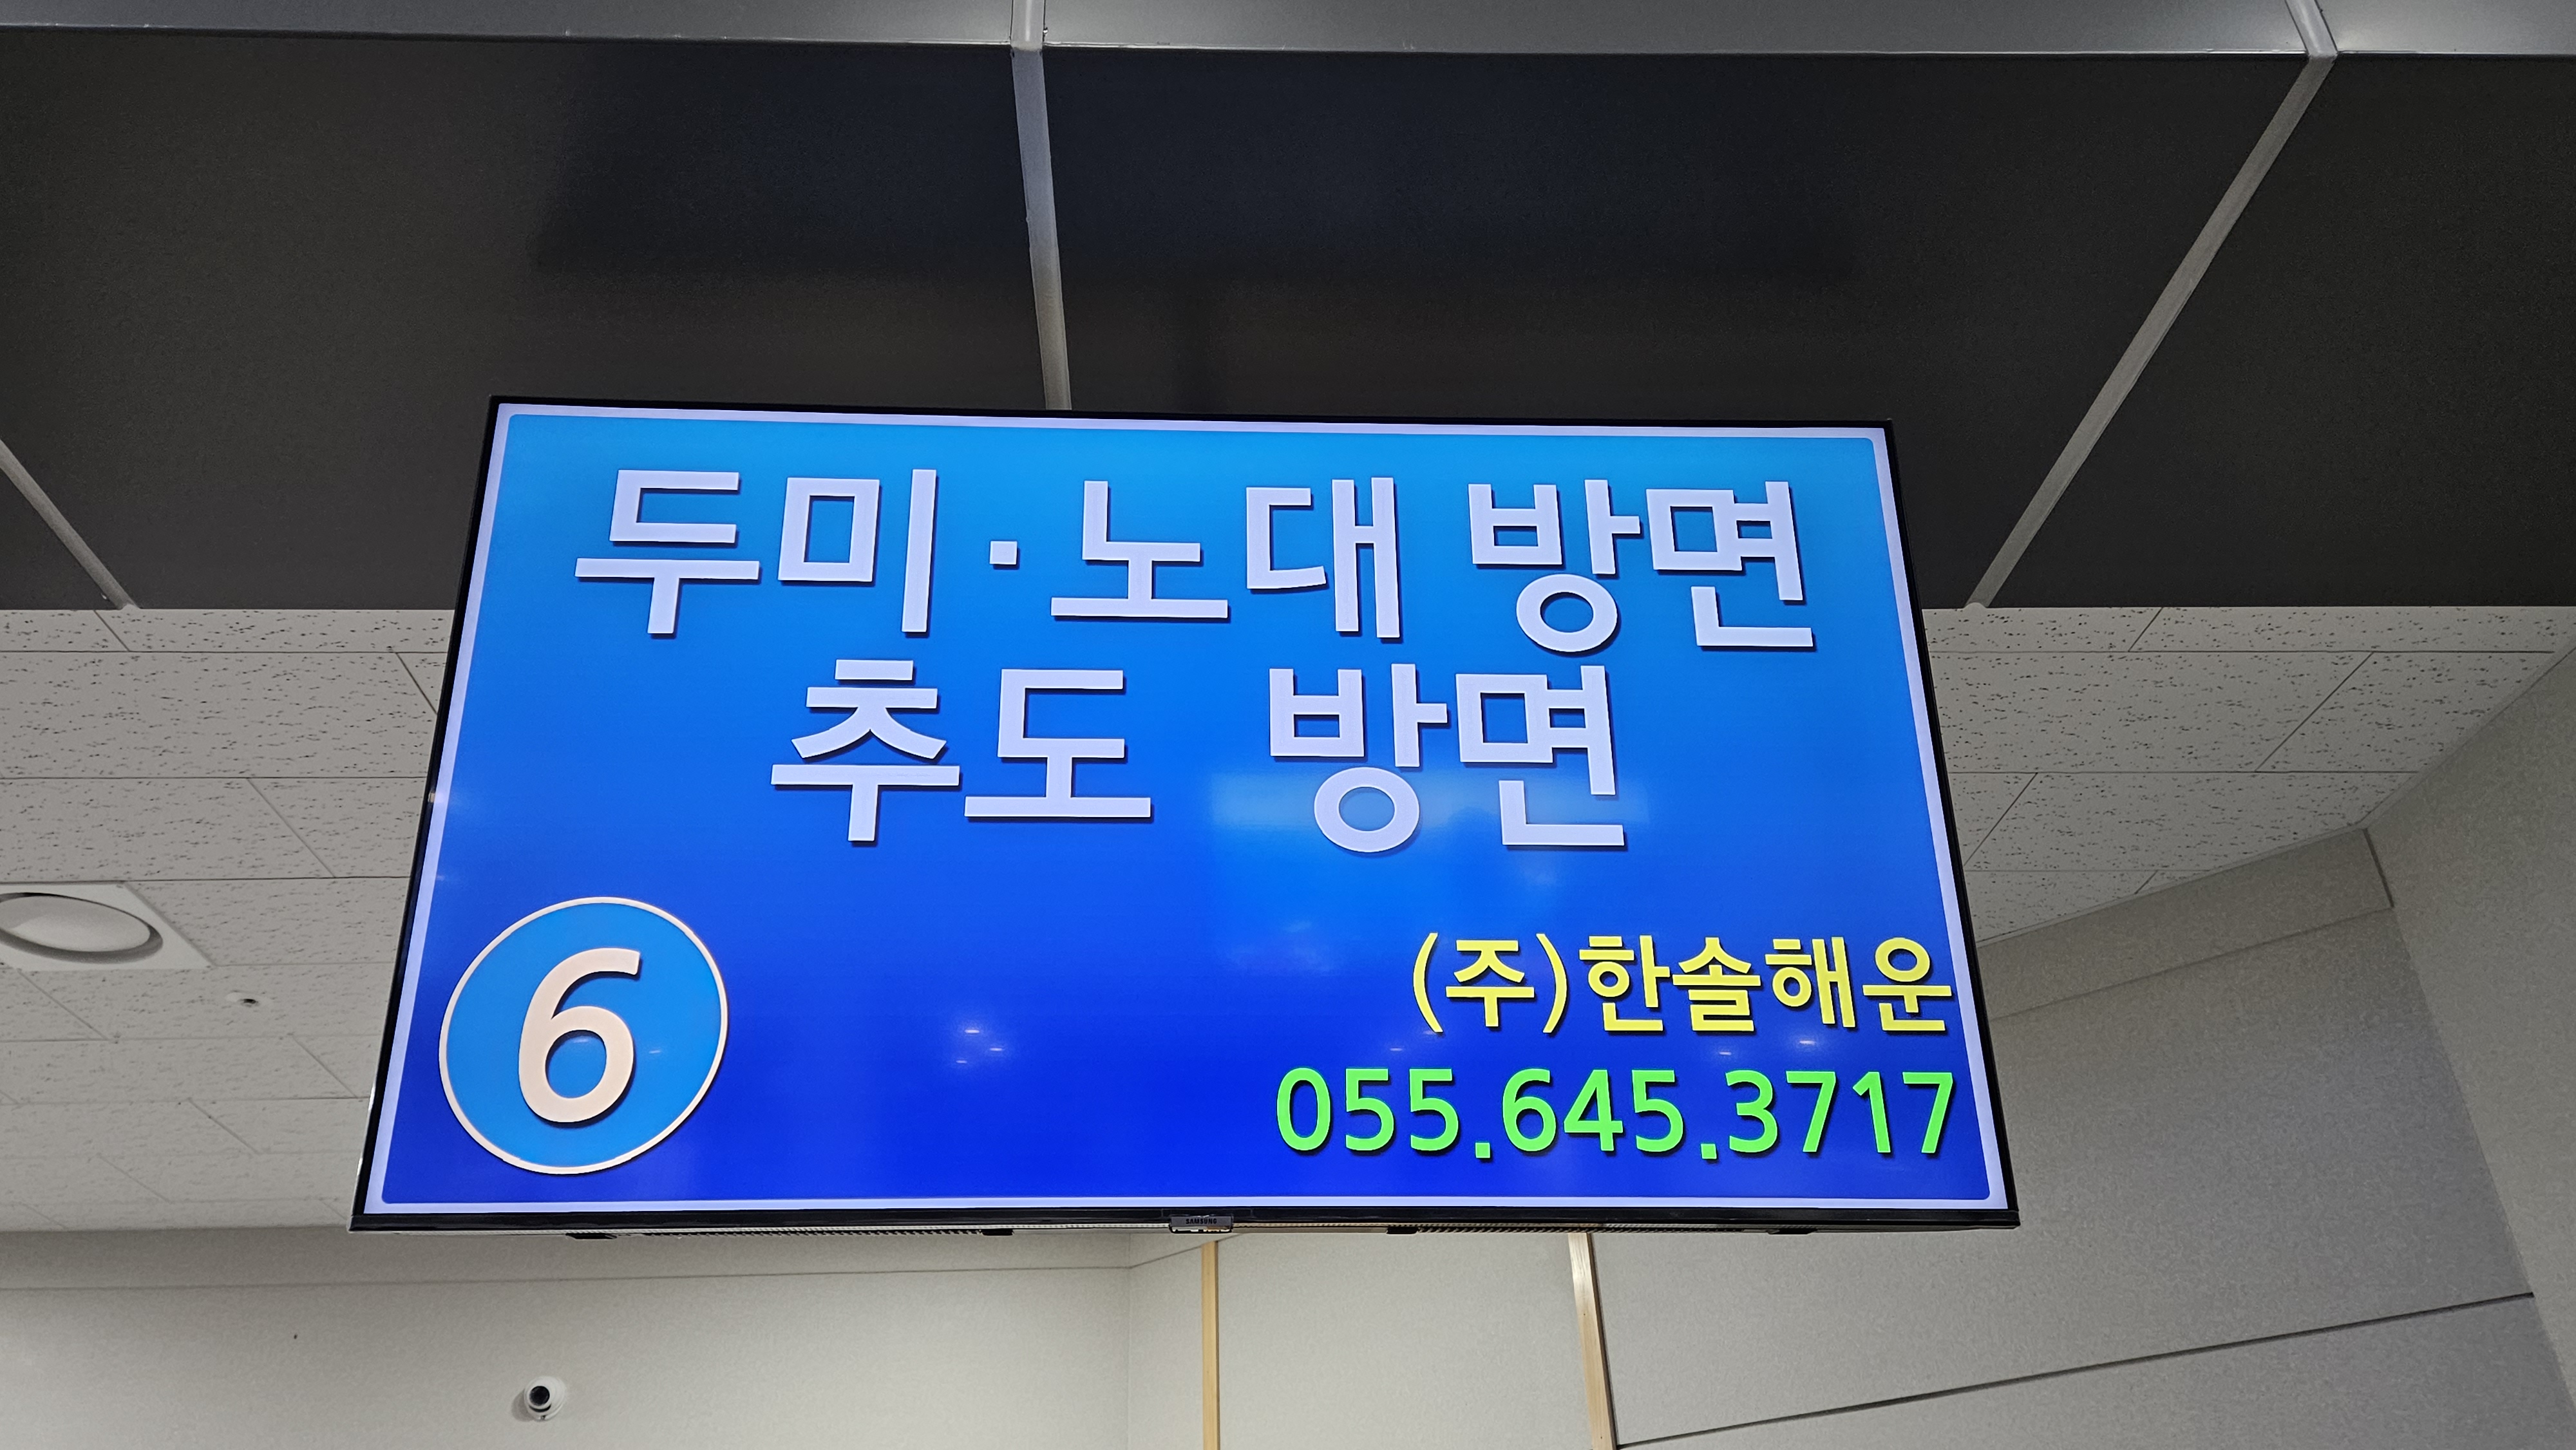 두미·노대 방면
추도 방면
6
(주)한솔해운
055.645.3717
SAMSUNG